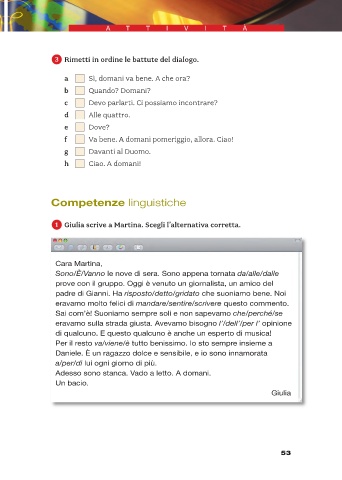 ATTIVITÀ
3 Rimetti in ordine le battute del dialogo.
a Sì, domani va bene. A che ora?
b Quando? Domani?
c Devo parlarti. Ci possiamo incontrare?
d Alle quattro.
e Dove?
f Va bene. A domani pomeriggio, allora. Ciao!
g Davanti al Duomo.
h Ciao. A domani!
Competenze linguistiche
1 Giulia scrive a Martina. Scegli l'alternativa corretta.
Cara Martina,
Sono/È/Vanno le nove di sera. Sono appena tornata da/alle/dalle
prove con il gruppo. Oggi è venuto un giornalista, un amico del
padre di Gianni. Ha risposto/detto/gridato che suoniamo bene. Noi
eravamo molto felici di mandare/sentire/scrivere questo commento.
Sai com'è! Suoniamo sempre soli e non sapevamo che/perché/se
eravamo sulla strada giusta. Avevamo bisogno l'/dell'/per l' opinione
di qualcuno. E questo qualcuno è anche un esperto di musica!
Per il resto va/viene/è tutto benissimo. Io sto sempre insieme a
Daniele. È un ragazzo dolce e sensibile, e io sono innamorata
a/per/di lui ogni giorno di più.
Adesso sono stanca. Vado a letto. A domani.
Un bacio.
Giulia
53